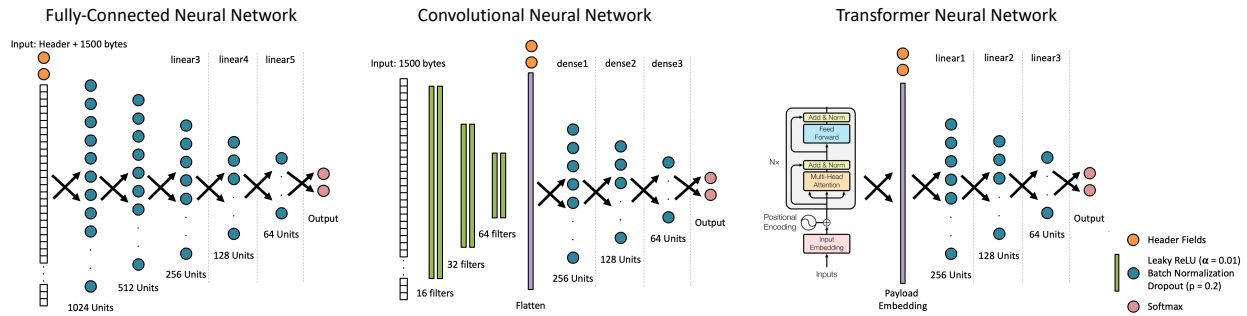 Fully-Connected Neural Network
Input: Header + 1500 bytes
linear3
linear4
linear5
1024 Units
512 Units
256 Units
128 Units
64 Units
Output
Convolutional Neural Network
Input: 1500 bytes
dense1
dense2
dense3
16 filters
32 filters
64 filters
Flatten
256 Units
128 Units
64 Units
Output
Transformer Neural Network
linear1
linear2
linear3
Add & Norm
Feed
Forward
N×
Add & Norm
Multi-Head
Attention
Positional
Encoding
Input
Embedding
Inputs
Payload
Embedding
256 Units
128 Units
64 Units
Output
Header Fields
Leaky ReLU (α = 0.01)
Batch Normalization
Dropout (p = 0.2)
Softmax